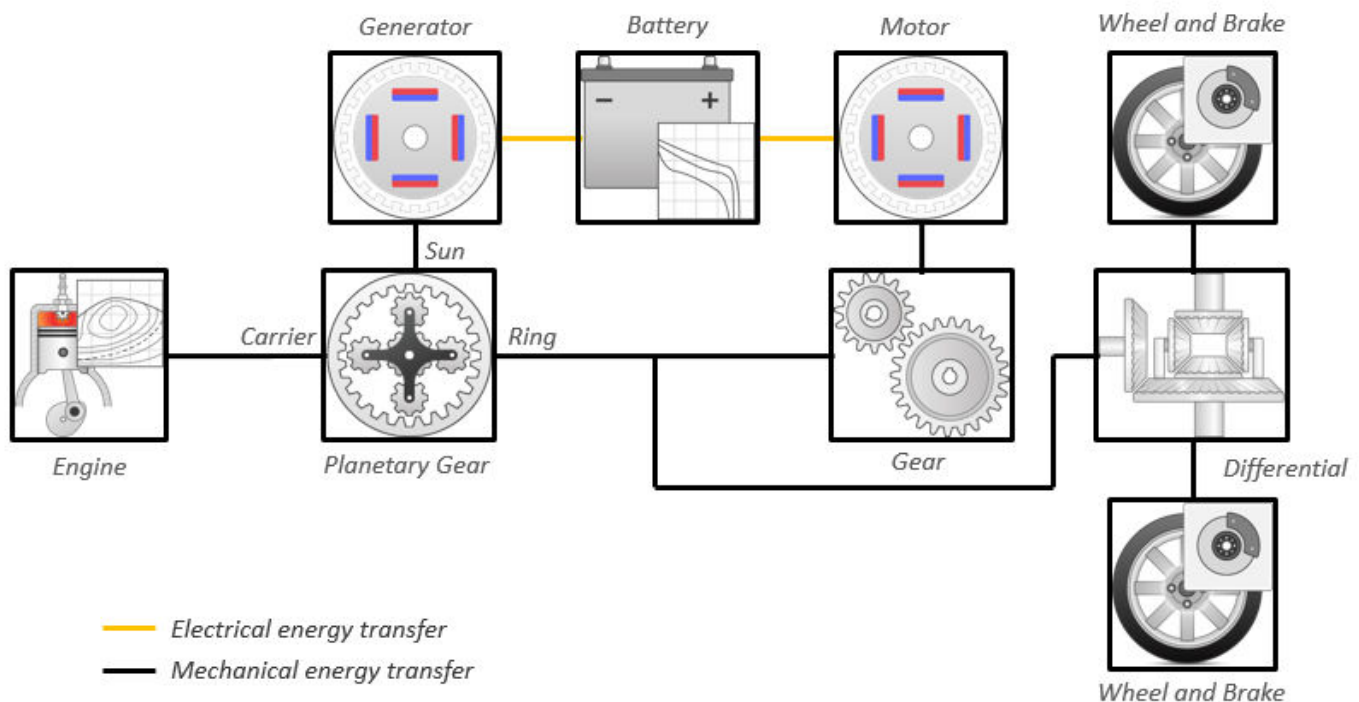 Generator
Battery
Motor
Wheel and Brake
− +
Sun
Carrier
Ring
Engine
Planetary Gear
Gear
Differential
Electrical energy transfer
Mechanical energy transfer
Wheel and Brake